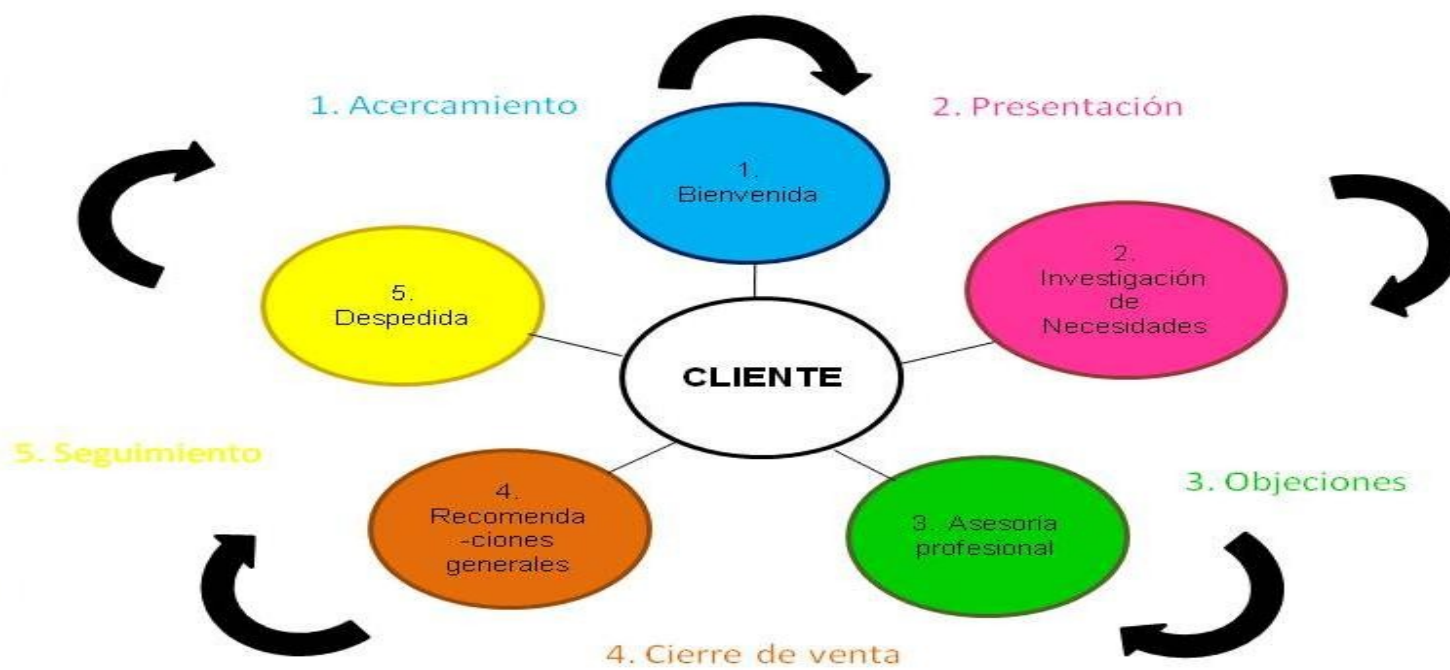 1. Acercamiento
2. Presentación
1.
Bienvenida
2.
Investigación
de
Necesidades
5.
Despedida
CLIENTE
5. Seguimiento
3. Objeciones
4.
Recomenda
-ciones
generales
3. Asesoría
profesional
4. Cierre de venta